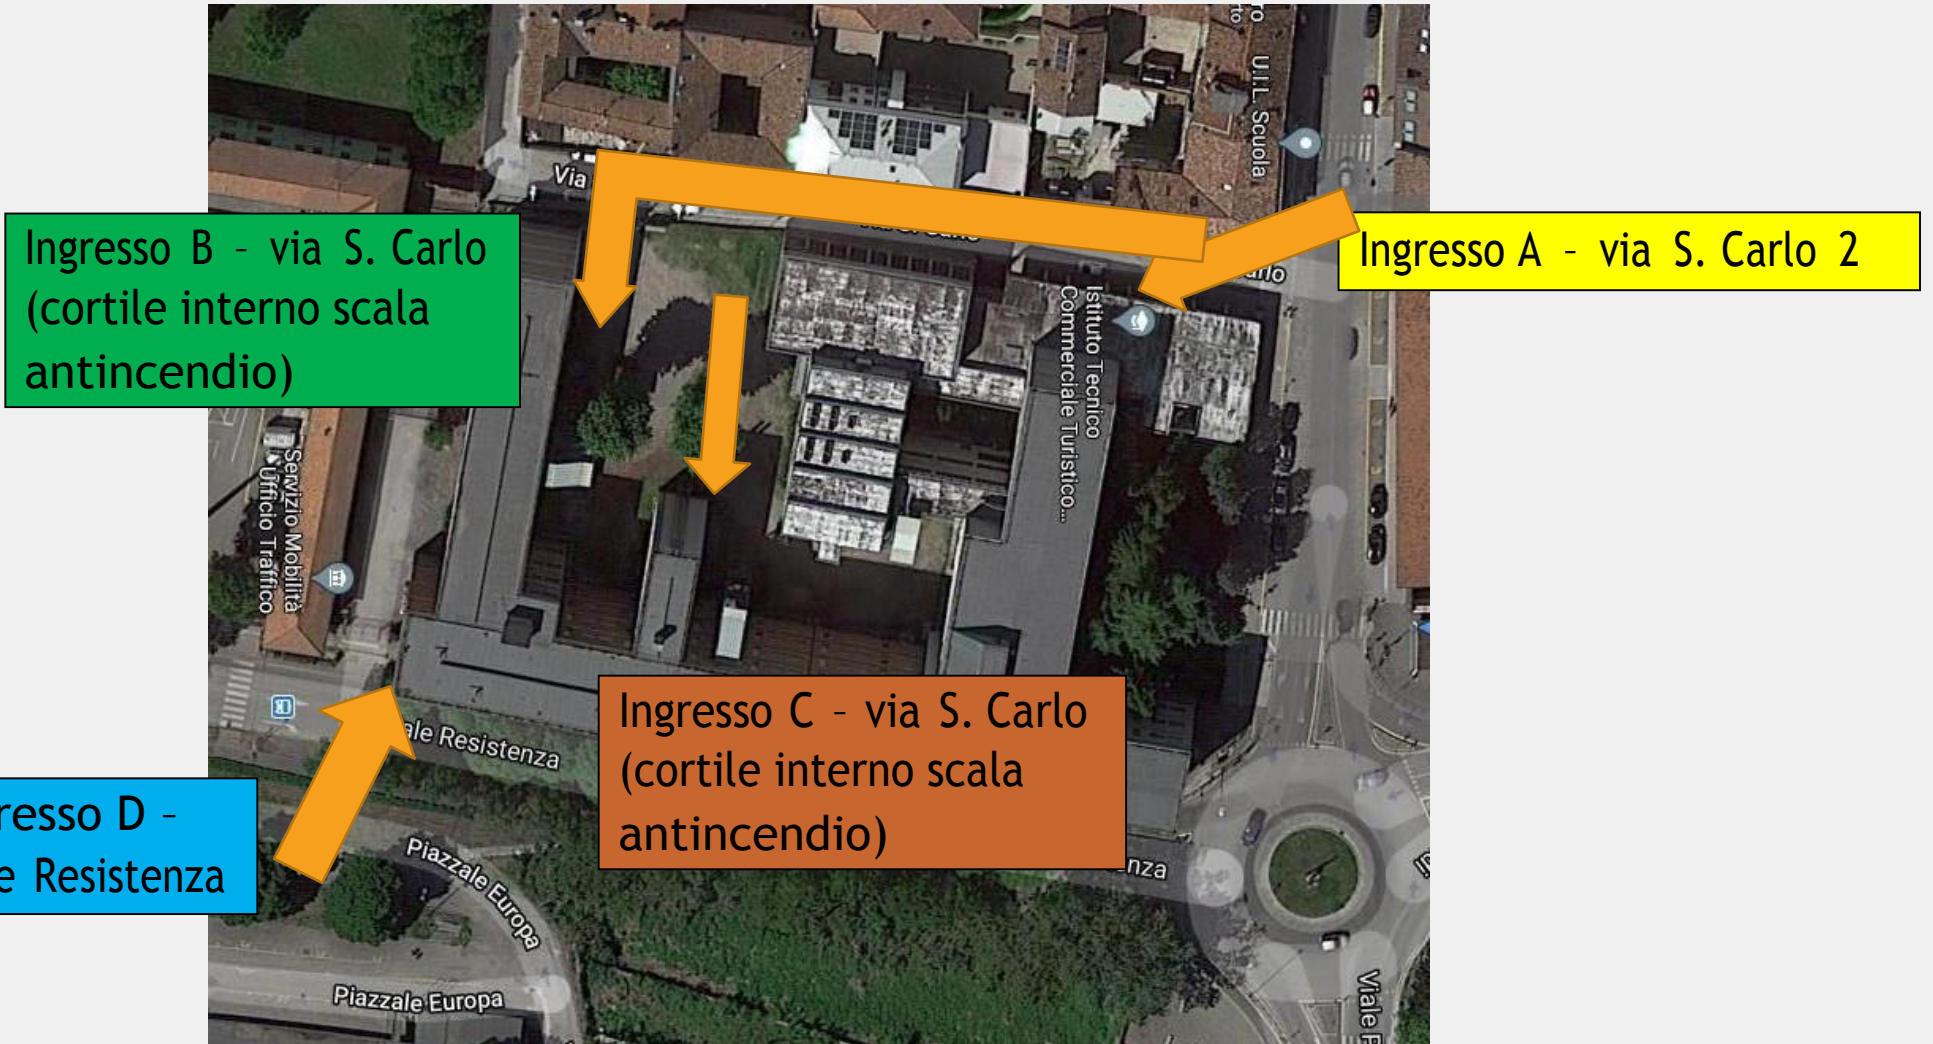 U.I.L. Scuola
Via
Ingresso B – via S. Carlo
(cortile interno scala
antincendio)
Ingresso A – via S. Carlo 2
Istituto Tecnico
Commerciale Turistico...
Servizio Mobilità
Ufficio Traffico
ale Resistenza
Ingresso C – via S. Carlo
(cortile interno scala
antincendio)
resso D –
e Resistenza
nza
Piazzale Europa
Piazzale Europa
Viale